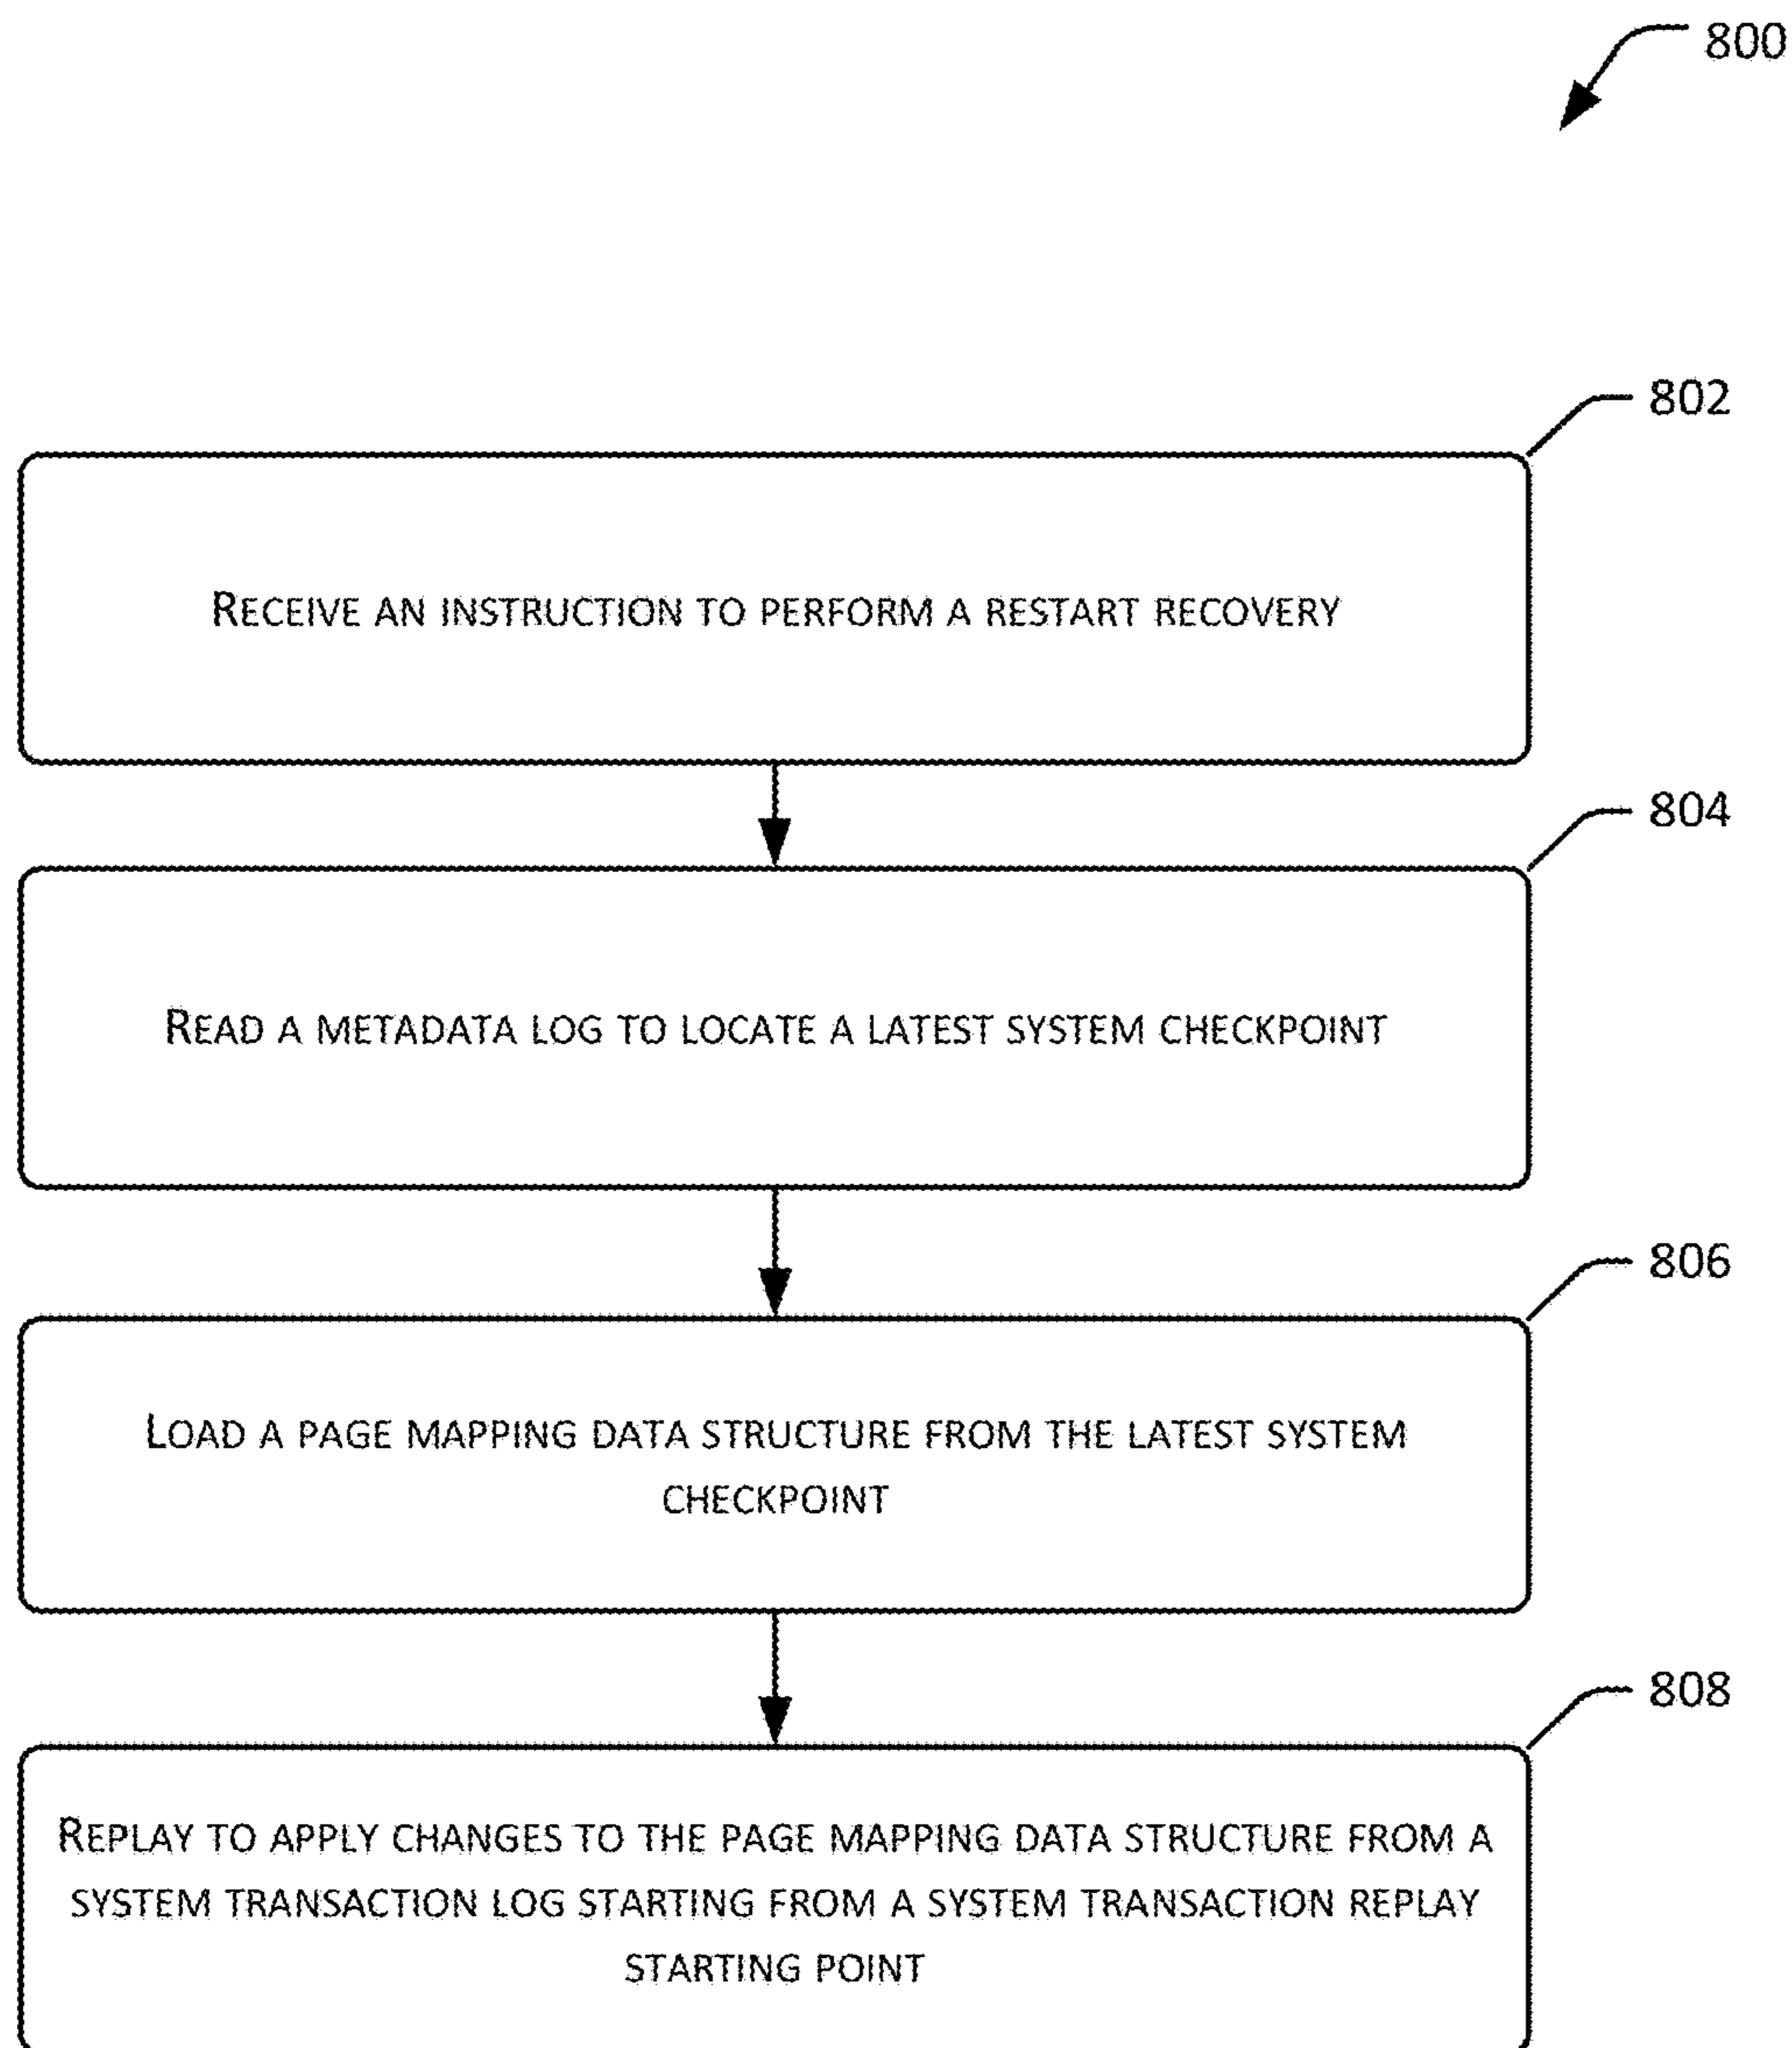 800
802
RECEIVE AN INSTRUCTION TO PERFORM A RESTART RECOVERY
804
READ A METADATA LOG TO LOCATE A LATEST SYSTEM CHECKPOINT
806
LOAD A PAGE MAPPING DATA STRUCTURE FROM THE LATEST SYSTEM
CHECKPOINT
808
REPLAY TO APPLY CHANGES TO THE PAGE MAPPING DATA STRUCTURE FROM A
SYSTEM TRANSACTION LOG STARTING FROM A SYSTEM TRANSACTION REPLAY
STARTING POINT